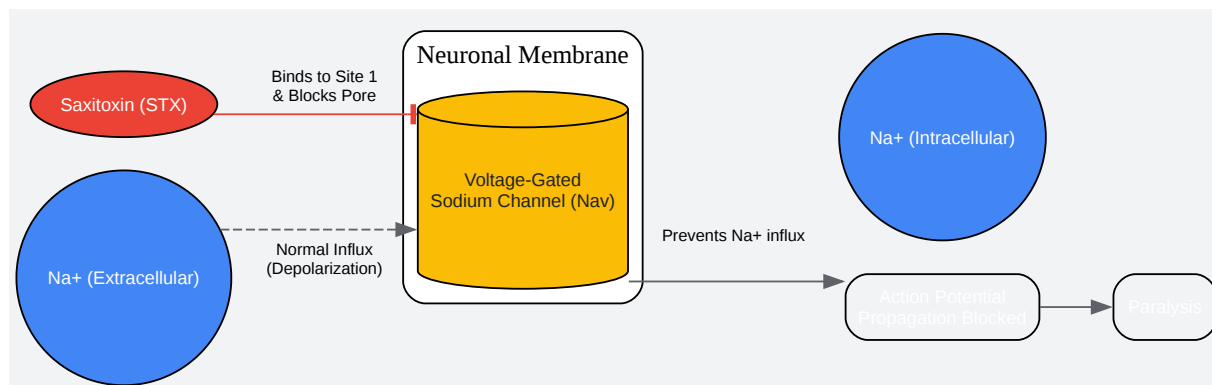 Neuronal Membrane
Saxitoxin (STX)
Binds to Site 1
& Blocks Pore
Na+ (Intracellular)
Voltage-Gated
Sodium Channel (Nav)
Na+ (Extracellular)
Normal Influx
(Depolarization)
Prevents Na+ influx
Action Potential
Propagation Blocked
Paralysis